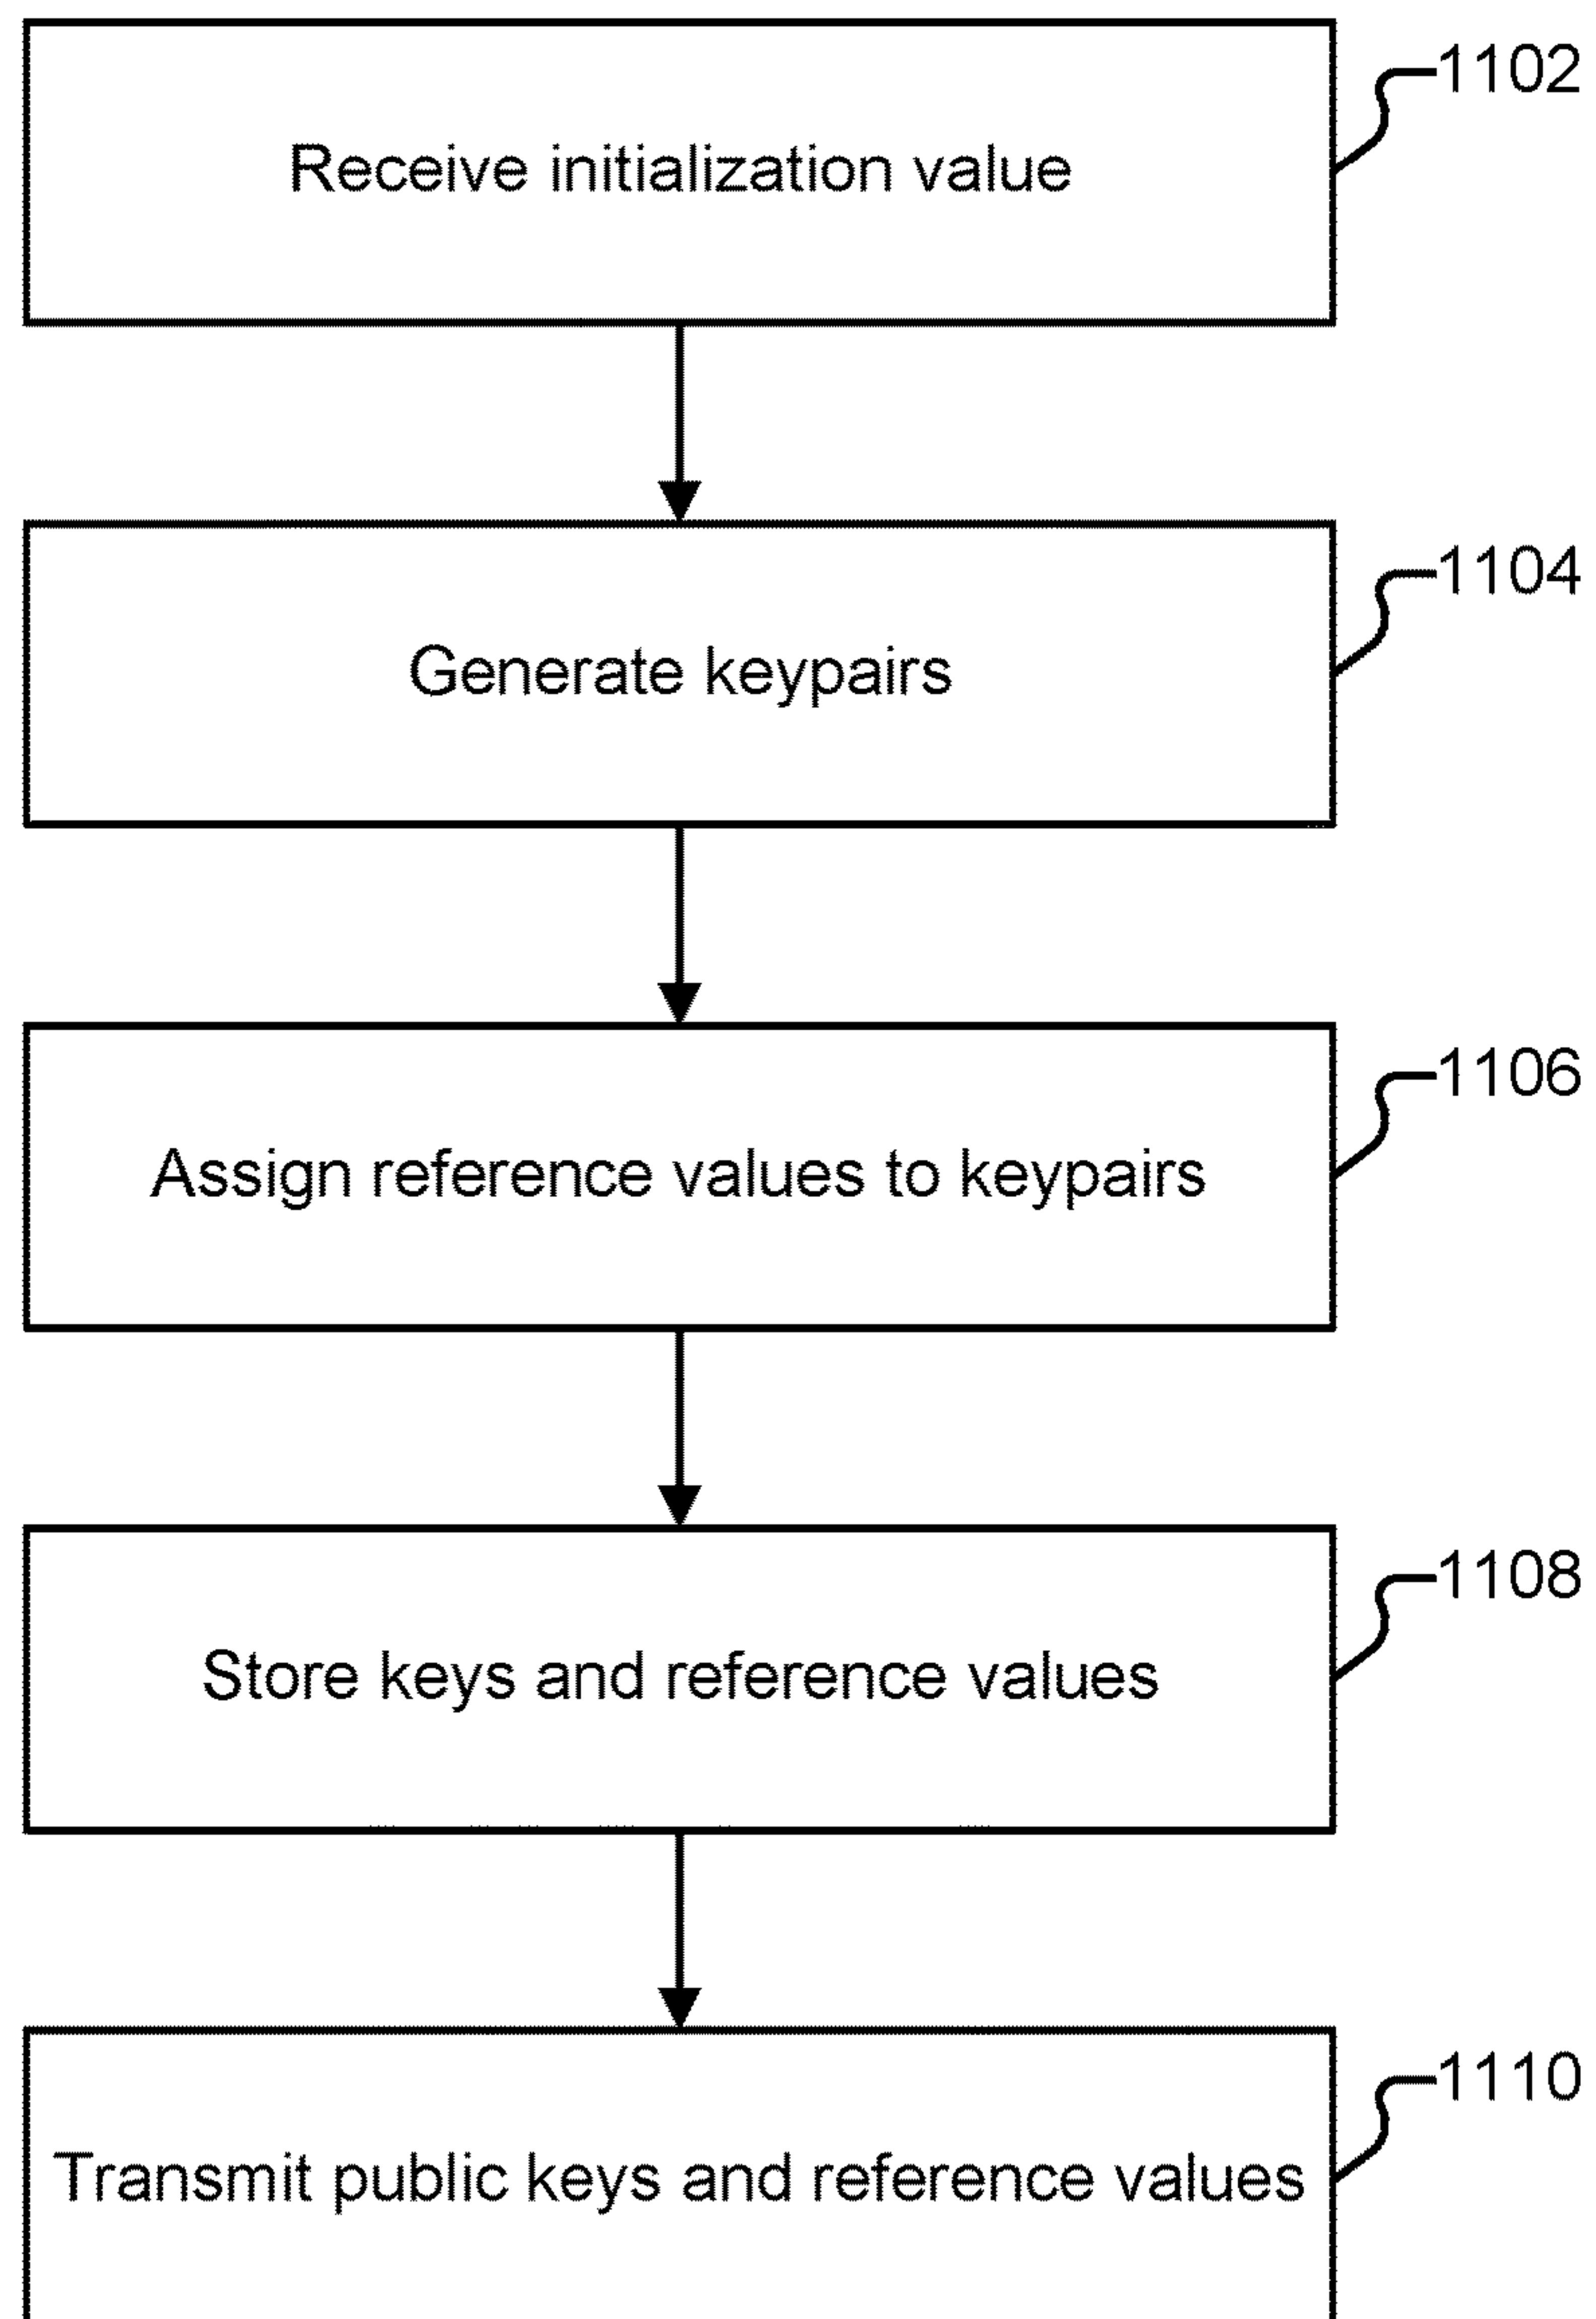 1102
Receive initialization value
1104
Generate keypairs
1106
Assign reference values to keypairs
1108
Store keys and reference values
1110
Transmit public keys and reference values